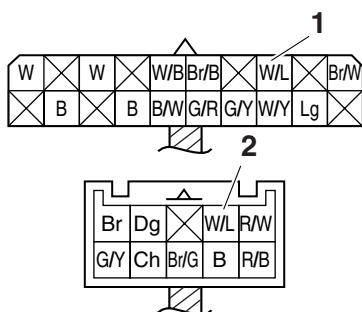 1
W W W/B Br/B W/L Br/W
B B B/W G/R G/Y W/Y Lg
2
Br Dg W/L R/W
G/Y Ch Br/G B R/B